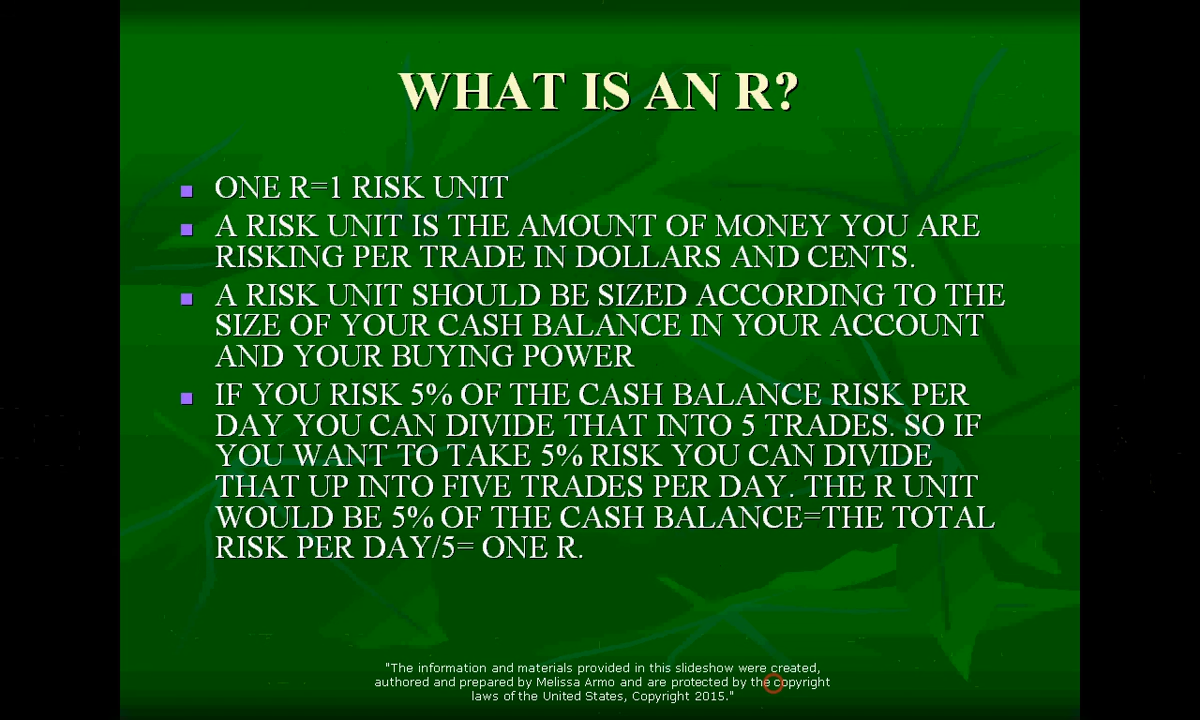 WHAT IS AN R?
ONE R=1 RISK UNIT
A RISK UNIT IS THE AMOUNT OF MONEY YOU ARE
RISKING PER TRADE IN DOLLARS AND CENTS.
A RISK UNIT SHOULD BE SIZED ACCORDING TO THE
SIZE OF YOUR CASH BALANCE IN YOUR ACCOUNT
AND YOUR BUYING POWER
IF YOU RISK 5% OF THE CASH BALANCE RISK PER
DAY YOU CAN DIVIDE THAT INTO 5 TRADES. SO IF
YOU WANT TO TAKE 5% RISK YOU CAN DIVIDE
THAT UP INTO FIVE TRADES PER DAY. THE R UNIT
WOULD BE 5% OF THE CASH BALANCE=THE TOTAL
RISK PER DAY/5= ONE R.
"The information and materials provided in this slideshow were created,
authored and prepared by Melissa Armo and are protected by the copyright
laws of the United States, Copyright 2015."